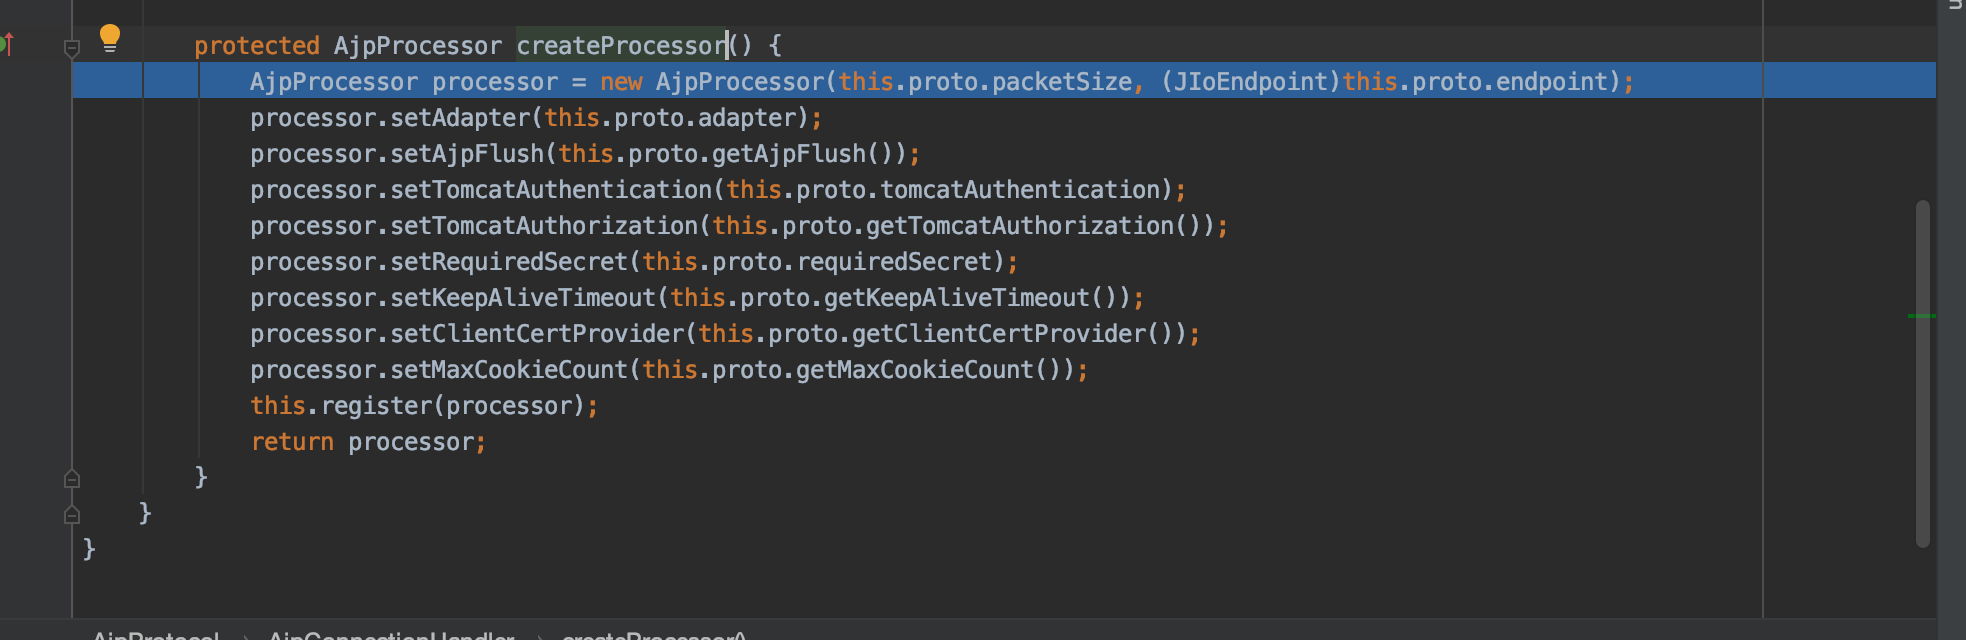 protected AjpProcessor createProcessor() {
AjpProcessor processor = new AjpProcessor(this.proto.packetSize, (JIoEndpoint)this.proto.endpoint);
processor.setAdapter(this.proto.adapter);
processor.setAjpFlush(this.proto.getAjpFlush());
processor.setTomcatAuthentication(this.proto.tomcatAuthentication);
processor.setTomcatAuthorization(this.proto.getTomcatAuthorization());
processor.setRequiredSecret(this.proto.requiredSecret);
processor.setKeepAliveTimeout(this.proto.getKeepAliveTimeout());
processor.setClientCertProvider(this.proto.getClientCertProvider());
processor.setMaxCookieCount(this.proto.getMaxCookieCount());
this.register(processor);
return processor;
}
}
}
AjpProtocol › AjpConnectionHandler › createProcessor()